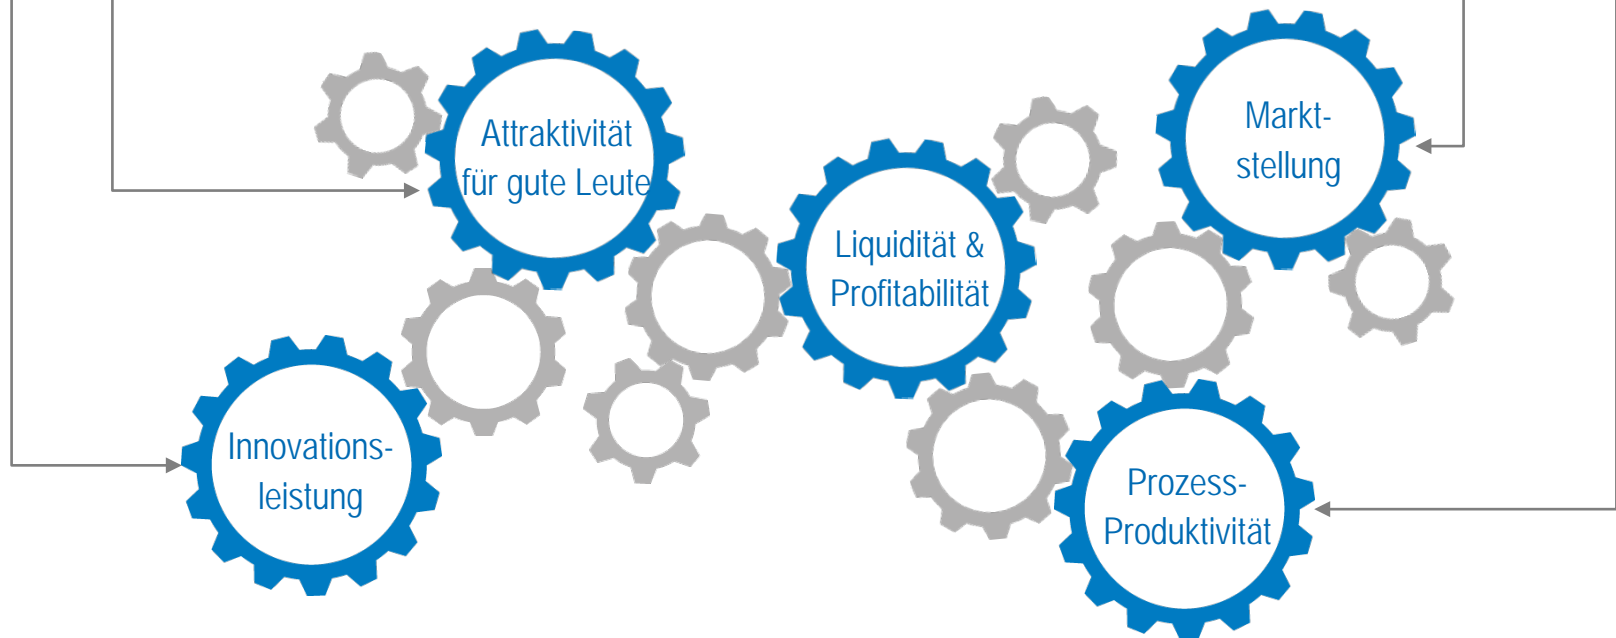 Attraktivität
für gute Leute
Markt-
stellung
Liquidität &
Profitabilität
Innovations-
leistung
Prozess-
Produktivität